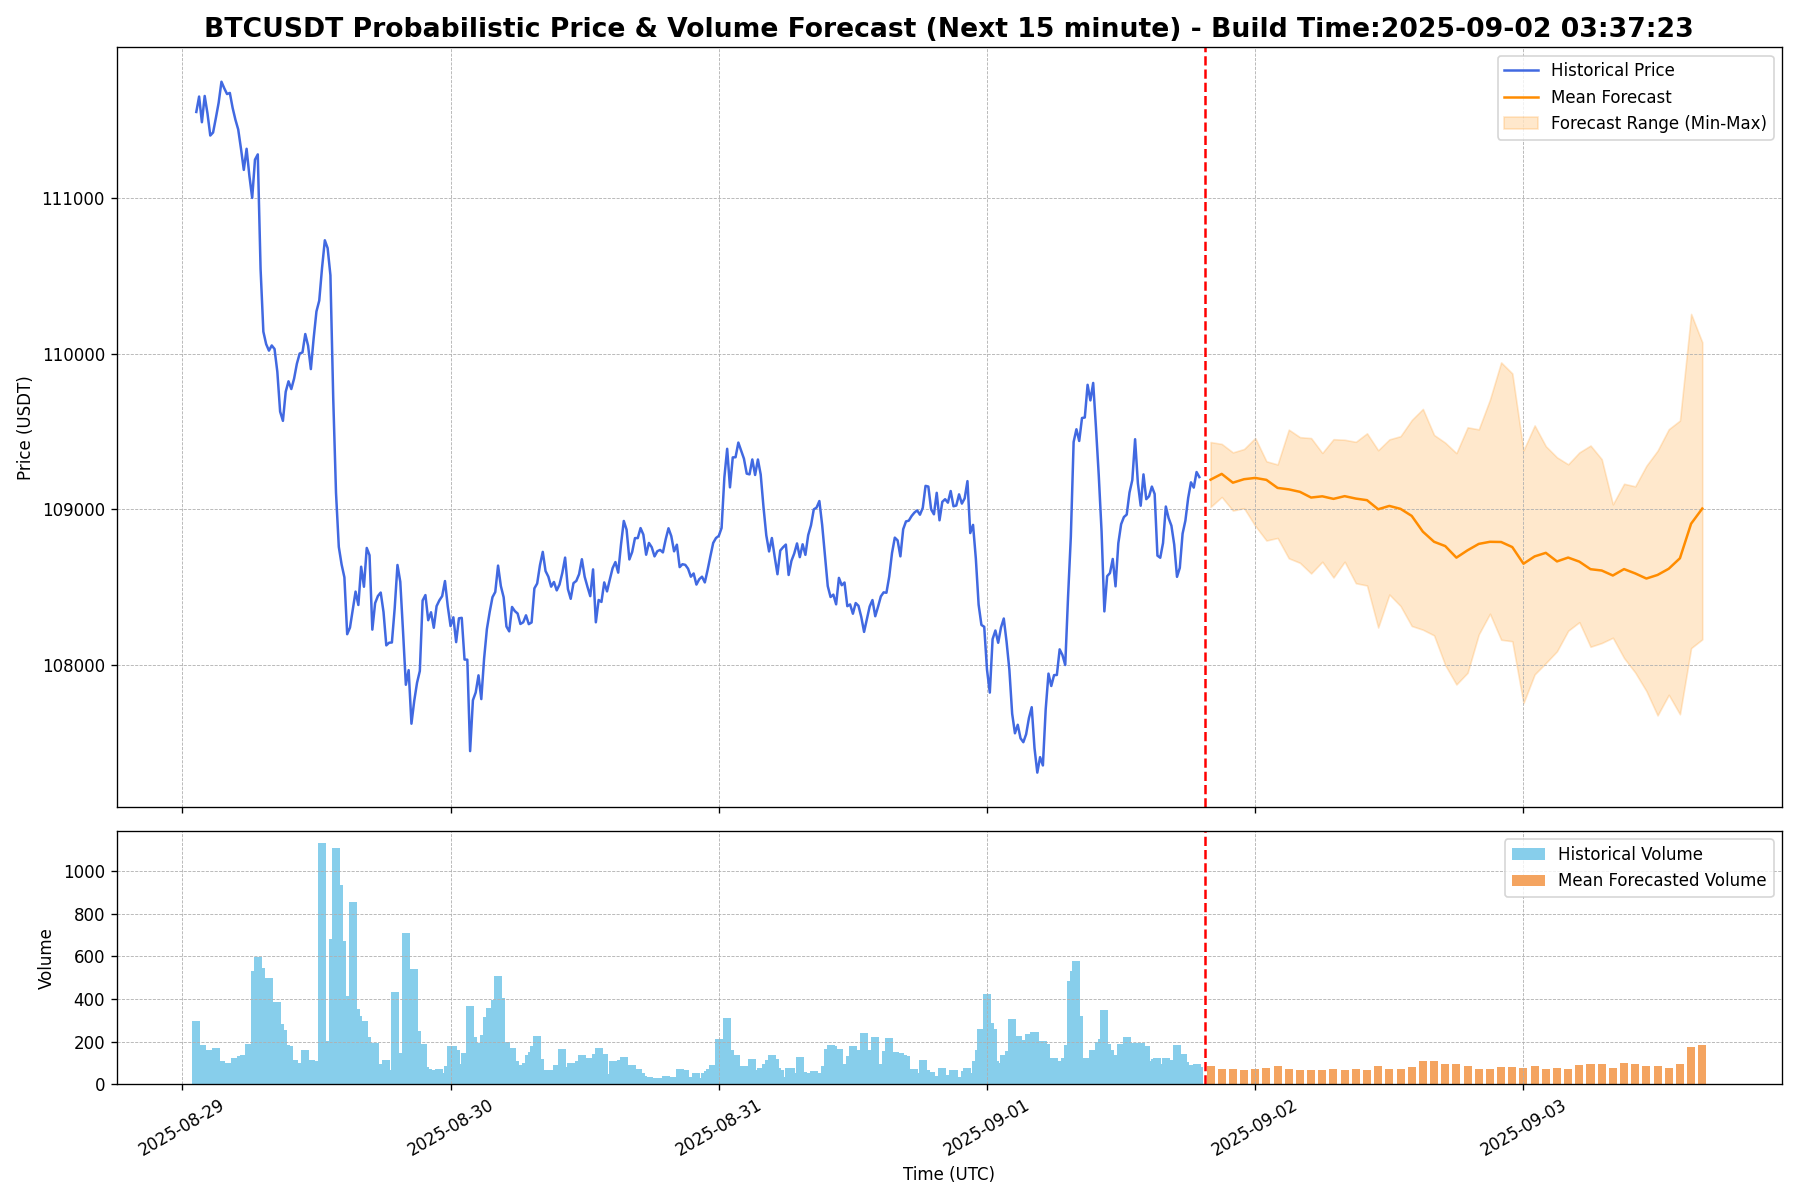 BTCUSDT Probabilistic Price & Volume Forecast (Next 15 minute) - Build Time:2025-09-02 03:37:23
Historical Price
Mean Forecast
Forecast Range (Min-Max)
111000
110000
109000
108000
Price (USDT)
Historical Volume
Mean Forecasted Volume
1000
800
600
400
200
0
Volume
2025-08-29
2025-08-30
2025-08-31
2025-09-01
2025-09-02
2025-09-03
Time (UTC)